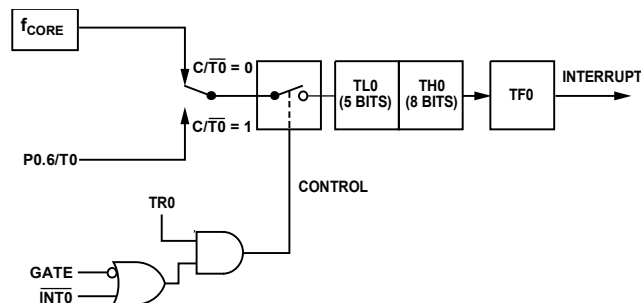 fCORE
C/T0 = 0
C/T0 = 1
P0.6/T0
TL0
(5 BITS)
TH0
(8 BITS)
TF0
INTERRUPT
CONTROL
TR0
GATE
INT0